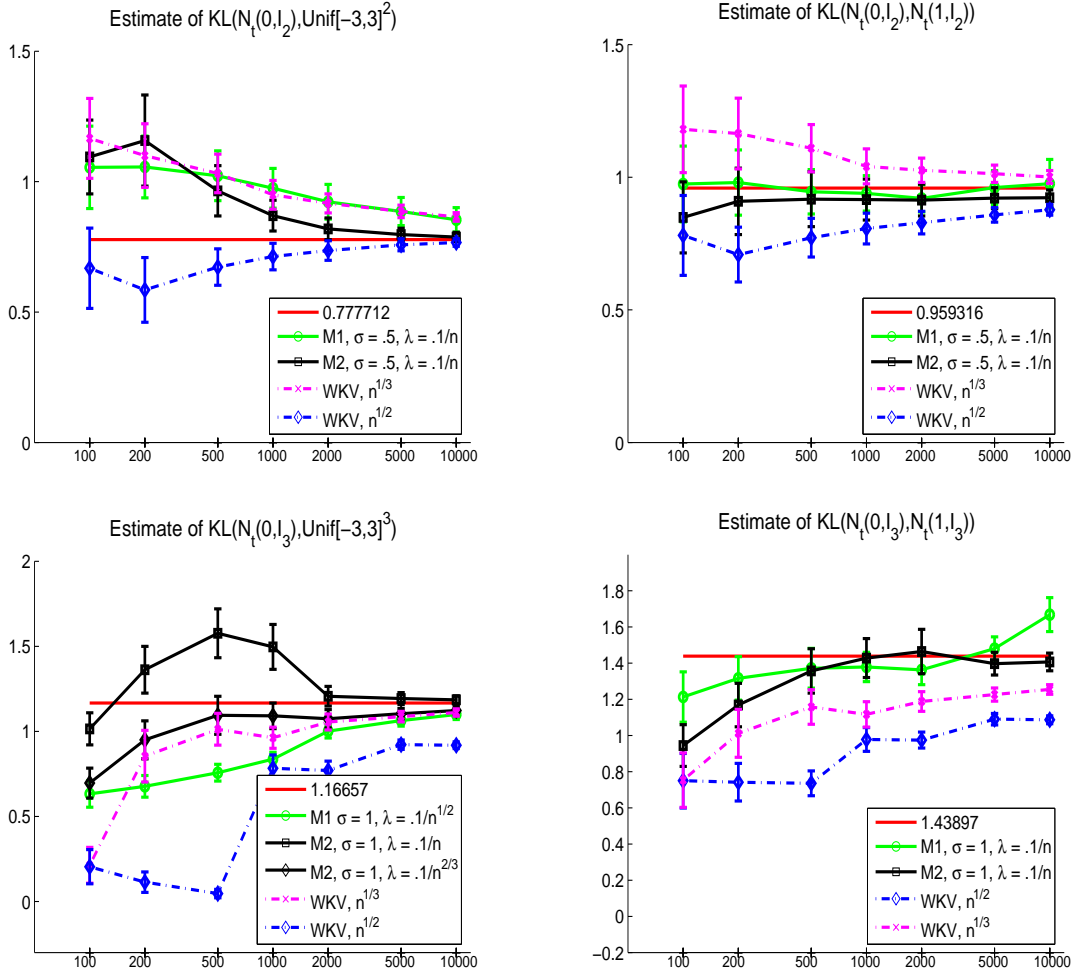 Estimate of KL(N_t(0,I_2),Unif[-3,3]^2)
1.5
1
0.5
0
100 200 500 1000 2000 5000 10000
0.777712
M1, σ = .5, λ = .1/n
M2, σ = .5, λ = .1/n
WKV, n^{1/3}
WKV, n^{1/2}
Estimate of KL(N_t(0,I_2),N_t(1,I_2))
1.5
1
0.5
0
100 200 500 1000 2000 5000 10000
0.959316
M1, σ = .5, λ = .1/n
M2, σ = .5, λ = .1/n
WKV, n^{1/3}
WKV, n^{1/2}
Estimate of KL(N_t(0,I_3),Unif[-3,3]^3)
2
1.5
1
0.5
0
100 200 500 1000 2000 5000 10000
1.16657
M1 σ = 1, λ = .1/n^{1/2}
M2, σ = 1, λ = .1/n
M2, σ = 1, λ = .1/n^{2/3}
WKV, n^{1/3}
WKV, n^{1/2}
Estimate of KL(N_t(0,I_3),N_t(1,I_3))
1.8
1.6
1.4
1.2
1
0.8
0.6
0.4
0.2
0
−0.2
100 200 500 1000 2000 5000 10000
1.43897
M1, σ = 1, λ = .1/n
M2, σ = 1, λ = .1/n
WKV, n^{1/2}
WKV, n^{1/3}